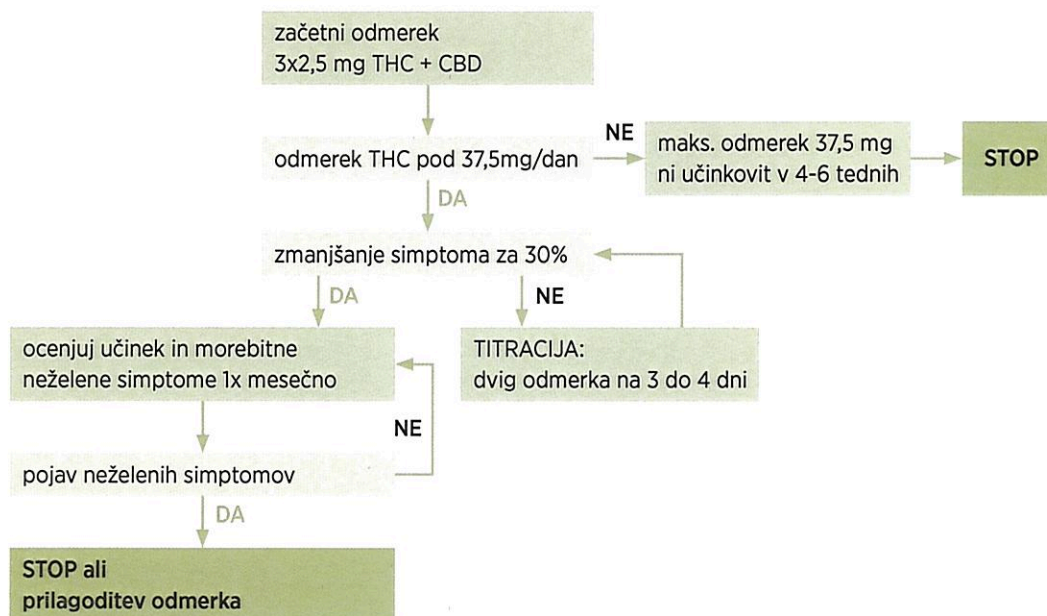 začetni odmerek
3x2,5 mg THC + CBD
odmerek THC pod 37,5mg/dan
NE
maks. odmerek 37,5 mg
ni učinkovit v 4-6 tednih
STOP
DA
zmanjšanje simptoma za 30%
DA
NE
ocenjuj učinek in morebitne
neželene simptome 1x mesečno
TITRACIJA:
dvig odmerka na 3 do 4 dni
NE
pojav neželenih simptomov
DA
STOP ali
prilagoditev odmerka